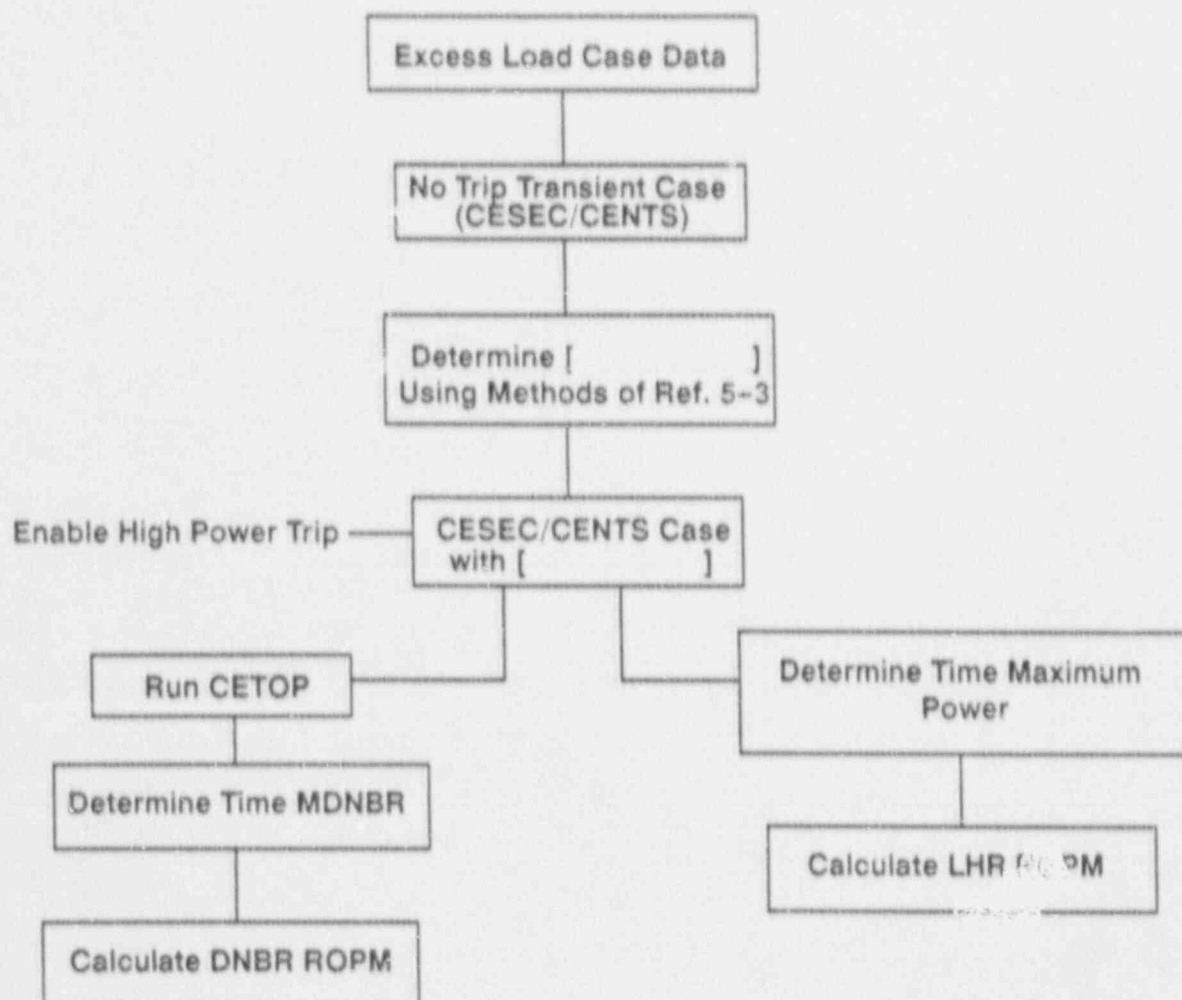 Excess Load Case Data
No Trip Transient Case
(CESEC/CENTS)
Determine [ ]
Using Methods of Ref. 5-3
Enable High Power Trip
CESEC/CENTS Case
with [ ]
Run CETOP
Determine Time Maximum
Power
Determine Time MDNBR
Calculate LHR
Calculate DNBR ROPM